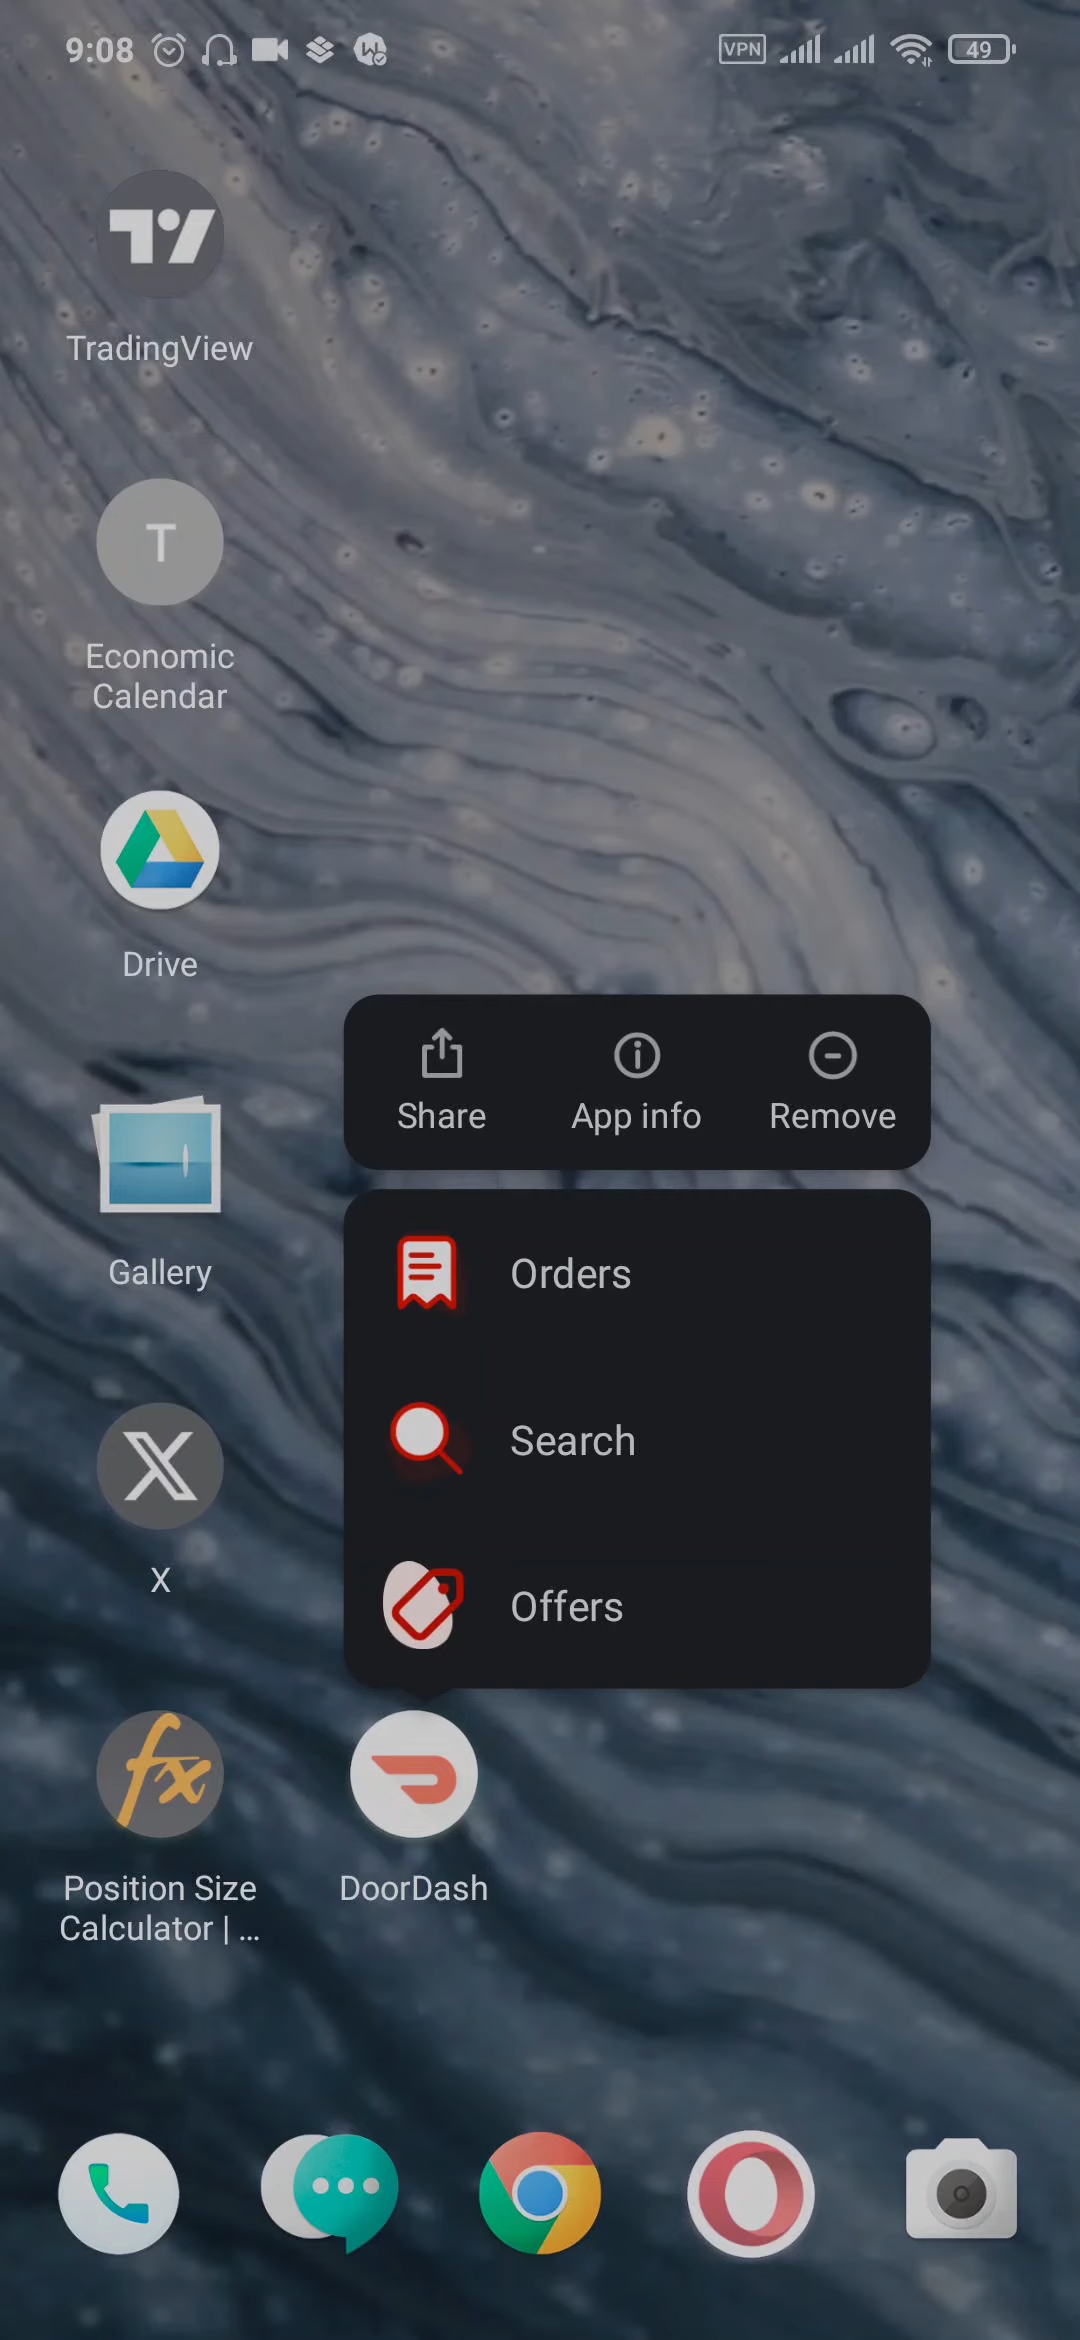 9:08
VPN
49
TradingView
T
Economic
Calendar
Drive
Share App info Remove
Gallery
Orders
Search
X
Offers
fx
Position Size
Calculator | ...
DoorDash